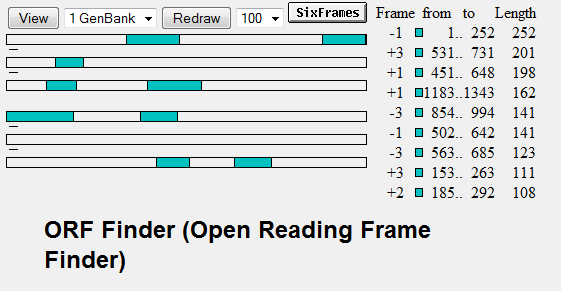 View 1 GenBank Redraw 100 SixFrames
Frame from to Length
-1 1.. 252 252
+3 531.. 731 201
+1 451.. 648 198
+1 1183..1343 162
-3 854.. 994 141
-1 502.. 642 141
-3 563.. 685 123
+3 153.. 263 111
+2 185.. 292 108
ORF Finder (Open Reading Frame
Finder)